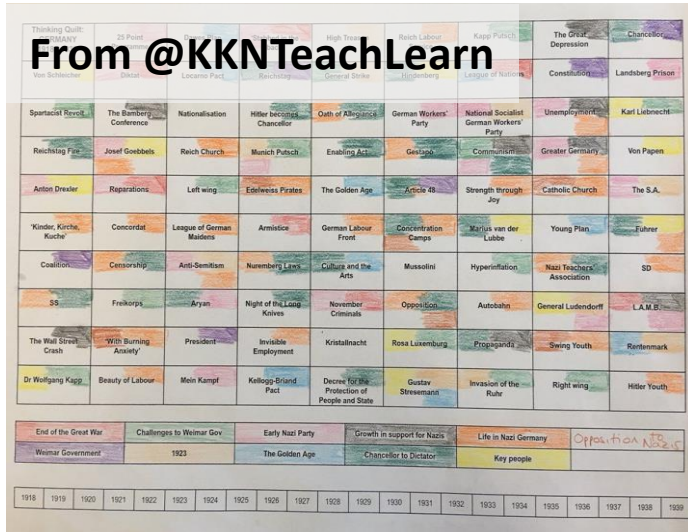 From @KKNTeachLearn
Thinking Quilt:
GERMANY
25 Point
High Treason
Reich Labour
Kapp Putsch
The Great
Depression
Chancellor
Von Schleicher
Diktat
Locarno Pact
Reichstag
General Strike
Hindenberg
League of Nations
Constitution
Landsberg Prison
Spartacist Revolt
The Bamberg
Conference
Nationalisation
Hitler becomes
Chancellor
Oath of Allegiance
German Workers'
Party
National Socialist
German Workers'
Party
Unemployment
Karl Liebnecht
Reichstag Fire
Josef Goebbels
Reich Church
Munich Putsch
Enabling Act
Gestapo
Communism
Greater Germany
Von Papen
Anton Drexler
Reparations
Left wing
Edelweiss Pirates
The Golden Age
Article 48
Strength through
Joy
Catholic Church
The S.A.
'Kinder, Kirche,
Kuche'
Concordat
League of German
Maidens
Armistice
German Labour
Front
Concentration
Camps
Marius van der
Lubbe
Young Plan
Fuhrer
Coalition
Censorship
Anti-Semitism
Nuremberg Laws
Culture and the
Arts
Mussolini
Hyperinflation
Nazi Teachers'
Association
SD
SS
Freikorps
Aryan
Night of the Long
Knives
November
Criminals
Opposition
Autobahn
General Ludendorff
L.A.M.B.
The Wall Street
Crash
'With Burning
Anxiety'
President
Invisible
Employment
Kristallnacht
Rosa Luxemburg
Propaganda
Swing Youth
Rentenmark
Dr Wolfgang Kapp
Beauty of Labour
Mein Kampf
Kellogg-Briand
Pact
Decree for the
Protection of
People and State
Gustav
Stresemann
Invasion of the
Ruhr
Right wing
Hitler Youth
End of the Great War
Challenges to Weimar Gov
Early Nazi Party
Growth in support for Nazis
Life in Nazi Germany
Opposition to
Nazis
Weimar Government
1923
The Golden Age
Chancellor to Dictator
Key people
1918 1919 1920 1921 1922 1923 1924 1925 1926 1927 1928 1929 1930 1931 1932 1933 1934 1935 1936 1937 1938 1939